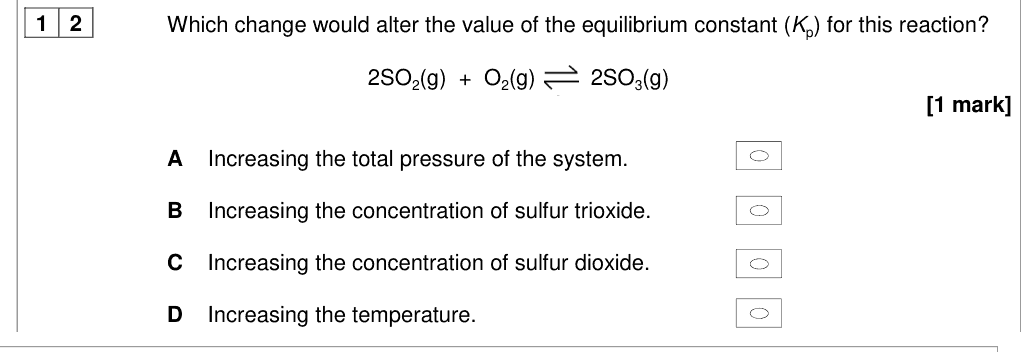 1 2 Which change would alter the value of the equilibrium constant (Kₚ) for this reaction?
2SO₂(g) + O₂(g) ⇌ 2SO₃(g)
[1 mark]
A Increasing the total pressure of the system.
B Increasing the concentration of sulfur trioxide.
C Increasing the concentration of sulfur dioxide.
D Increasing the temperature.